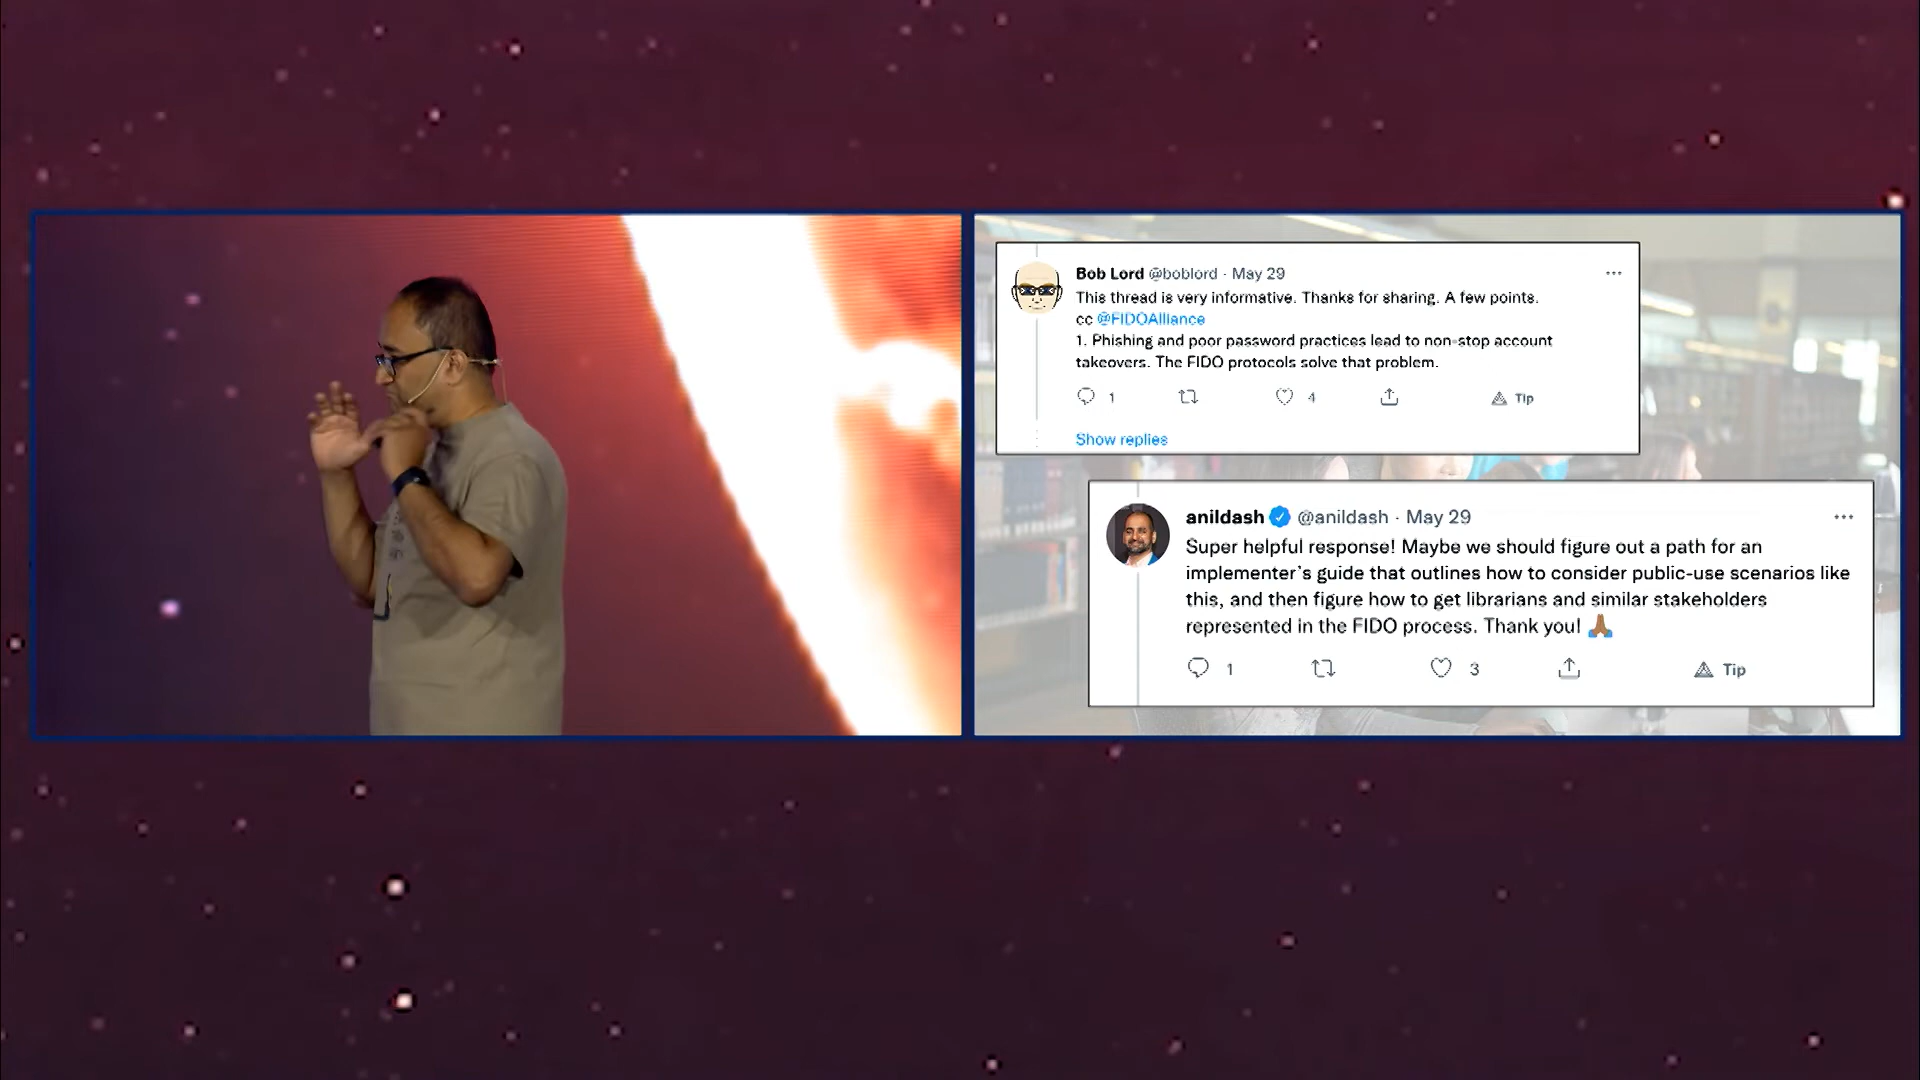 Bob Lord @boblord · May 29
This thread is very informative. Thanks for sharing. A few points.
cc @FIDOAlliance
1. Phishing and poor password practices lead to non-stop account
takeovers. The FIDO protocols solve that problem.
1 4 Tip
Show replies
anildash @anildash · May 29
Super helpful response! Maybe we should figure out a path for an
implementer's guide that outlines how to consider public-use scenarios like
this, and then figure how to get librarians and similar stakeholders
represented in the FIDO process. Thank you! 🙏🏾
1 3 Tip